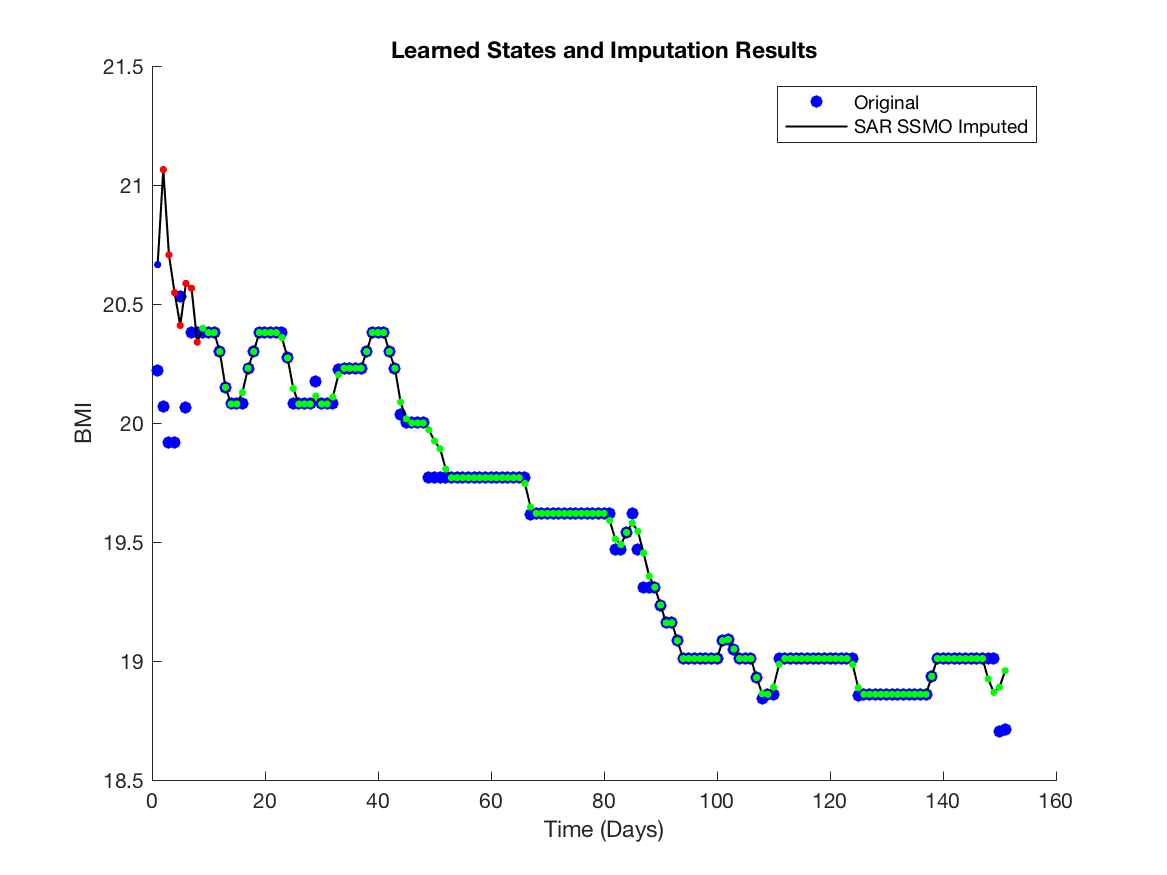 Learned States and Imputation Results
21.5
21
20.5
20
19.5
19
18.5
BMI
Original
SAR SSMO Imputed
0 20 40 60 80 100 120 140 160
Time (Days)